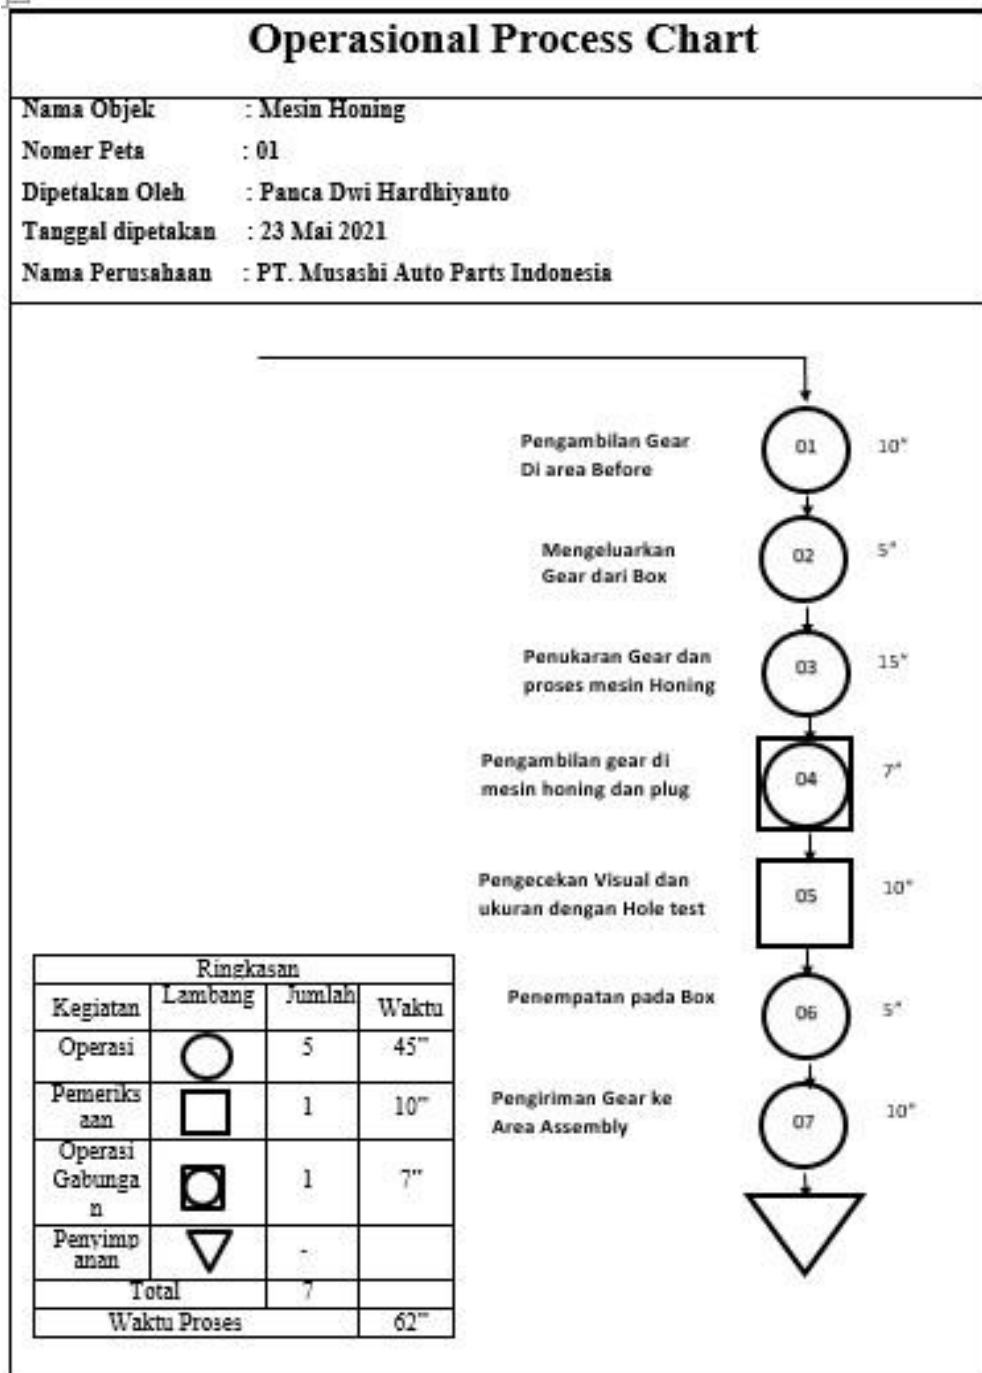 Operasional Process Chart
Nama Objek : Mesin Honing
Nomer Peta : 01
Dipetakan Oleh : Panca Dwi Hardhiyanto
Tanggal dipetakan : 23 Mai 2021
Nama Perusahaan : PT. Musashi Auto Parts Indonesia
Pengambilan Gear
Di area Before
01
10"
Mengeluarkan
Gear dari Box
02
5"
Penukaran Gear dan
proses mesin Honing
03
15"
Pengambilan gear di
mesin honing dan plug
04
7"
Pengecekan Visual dan
ukuran dengan Hole test
05
10"
Penempatan pada Box
06
5"
Pengiriman Gear ke
Area Assembly
07
10"
Ringkasan
Kegiatan Lambang Jumlah Waktu
Operasi 5 45"
Pemeriks
aan 1 10"
Operasi
Gabunga
n 1 7"
Penyimp
anan -
Total 7
Waktu Proses 62"